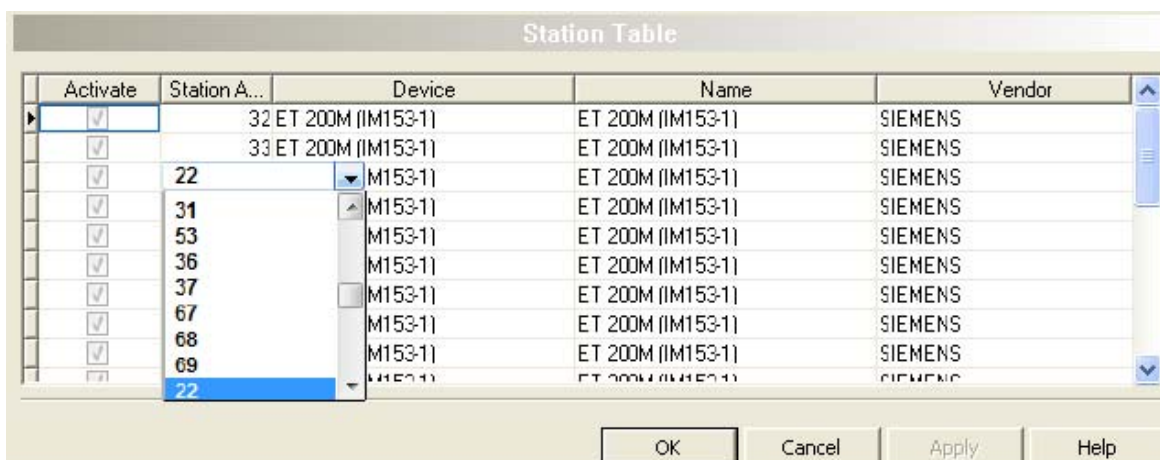 Station Table
Activate Station A... Device Name Vendor
32 ET 200M (IM153-1) ET 200M (IM153-1) SIEMENS
33 ET 200M (IM153-1) ET 200M (IM153-1) SIEMENS
22 M153-1) ET 200M (IM153-1) SIEMENS
31 M153-1) ET 200M (IM153-1) SIEMENS
53 M153-1) ET 200M (IM153-1) SIEMENS
36 M153-1) ET 200M (IM153-1) SIEMENS
37 M153-1) ET 200M (IM153-1) SIEMENS
67 M153-1) ET 200M (IM153-1) SIEMENS
68
69 M153-1) ET 200M (IM153-1) SIEMENS
22 M153-1) ET 200M (IM153-1) SIEMENS
OK Cancel Apply Help